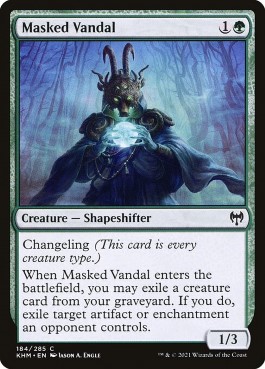 Masked Vandal 1
Creature — Shapeshifter
Changeling (This card is every
creature type.)
When Masked Vandal enters the
battlefield, you may exile a creature
card from your graveyard. If you do,
exile target artifact or enchantment
an opponent controls.
1/3
184/285 C
KHM • EN Jason A. Engle
™ & © 2021 Wizards of the Coast